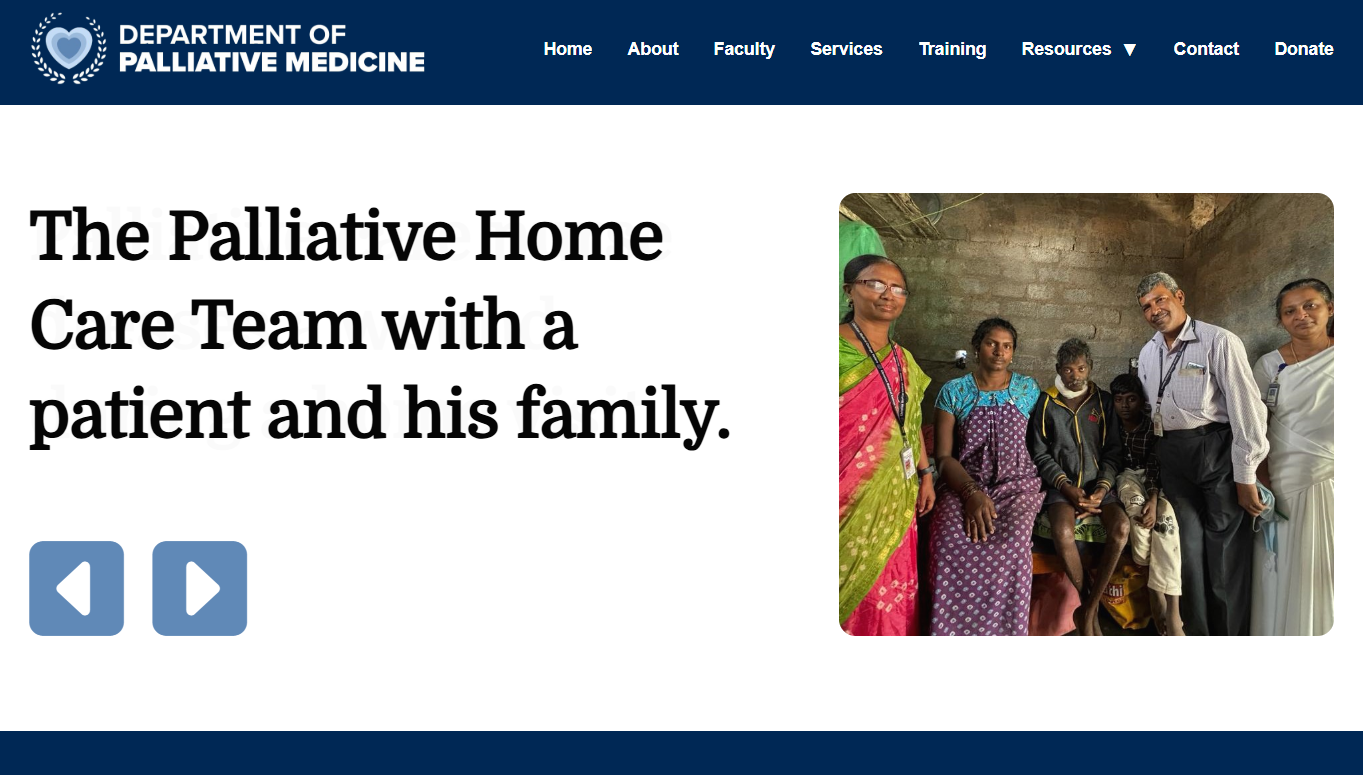 DEPARTMENT OF
PALLIATIVE MEDICINE
Home About Faculty Services Training Resources ▼ Contact Donate
The Palliative Home
Care Team with a
patient and his family.